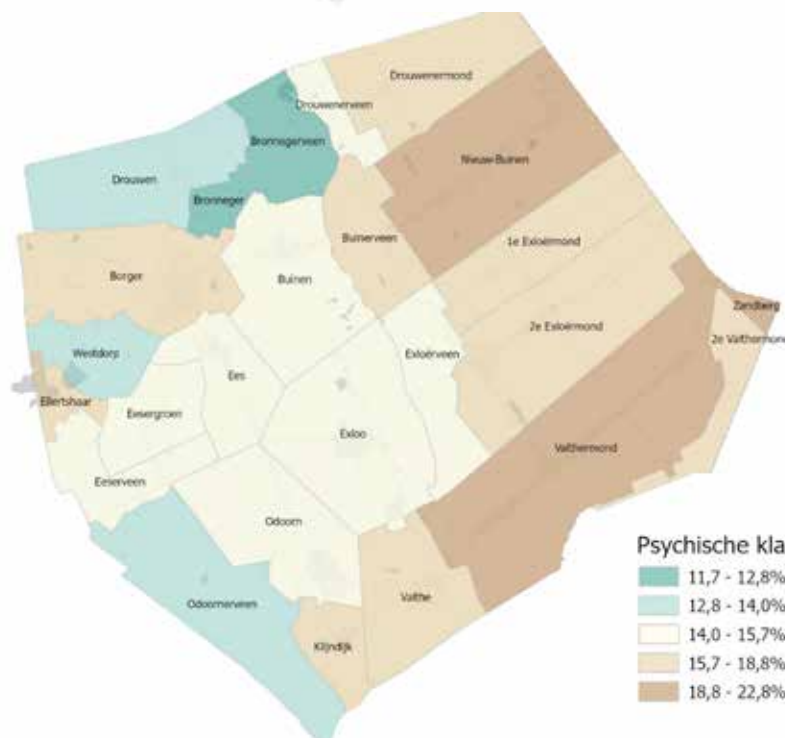 Drouwenermond
Drouwenerveen
Bronnegerveen
Nieuw-Buinen
Drouwen
Bronneger
Buinerveen
1e Exloërmond
Borger
Buinen
Zandberg
2e Exloërmond
2e Valthermond
Westdorp
Exloërveen
Ees
Ellertshaar
Eesergroen
Exloo
Valthermond
Eeserveen
Odoorn
Psychische kla
11,7 - 12,8%
12,8 - 14,0%
14,0 - 15,7%
15,7 - 18,8%
18,8 - 22,8%
Odoornerveen
Valthe
Klijndijk